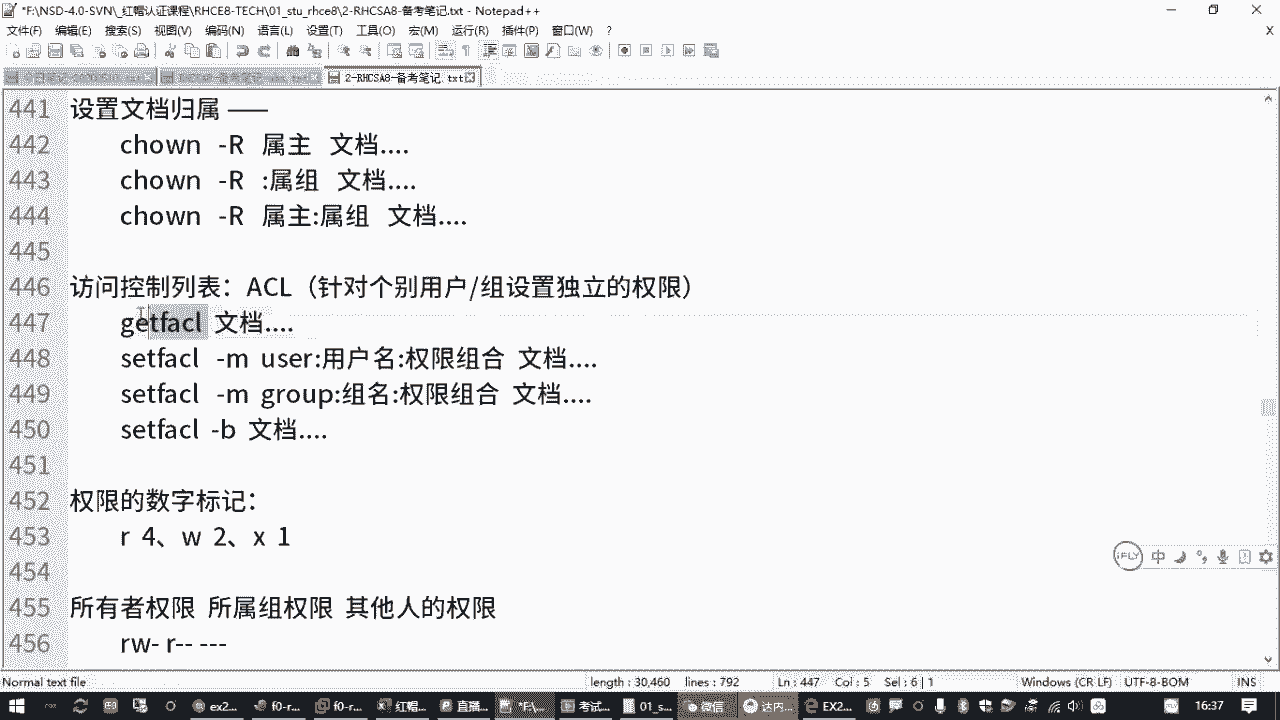 *F:\NSD-4.0-SVN\_红帽认证课程\RHCE8-TECH\01_stu_rhce8\2-RHCSA8-备考笔记.txt - Notepad++
文件(F) 编辑(E) 搜索(S) 视图(V) 编码(N) 语言(L) 设置(T) 工具(O) 宏(M) 运行(R) 插件(P) 窗口(W) ? X
2-RHCSA8-备考笔记.txt
441 设置文档归属 ——
442 chown -R 属主 文档....
443 chown -R :属组 文档....
444 chown -R 属主:属组 文档....
445
446 访问控制列表：ACL（针对个别用户/组设置独立的权限）
447 getfacl 文档....
448 setfacl -m user:用户名:权限组合 文档....
449 setfacl -m group:组名:权限组合 文档....
450 setfacl -b 文档....
451
452 权限的数字标记：
453 r 4、w 2、x 1
454
455 所有者权限 所属组权限 其他人的权限
456 rw- r-- ---
iFLY 中
Normal text file length : 30,460 lines : 792 Ln : 447 Col : 5 Sel : 6 | 1 Windows (CR LF) UTF-8-BOM INS
ex2... f0-r... f0-r... 红帽... 直播... "F:\... 考试... 01_S... 微信 达内... EX2... 16:37